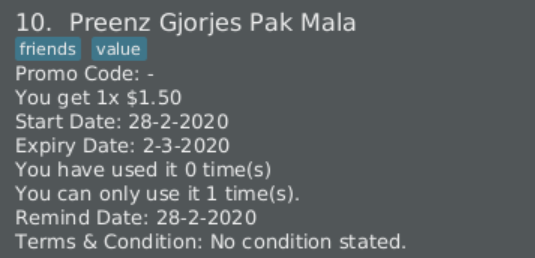 10. Preenz Gjorjes Pak Mala
friends value
Promo Code: -
You get 1x $1.50
Start Date: 28-2-2020
Expiry Date: 2-3-2020
You have used it 0 time(s)
You can only use it 1 time(s).
Remind Date: 28-2-2020
Terms & Condition: No condition stated.